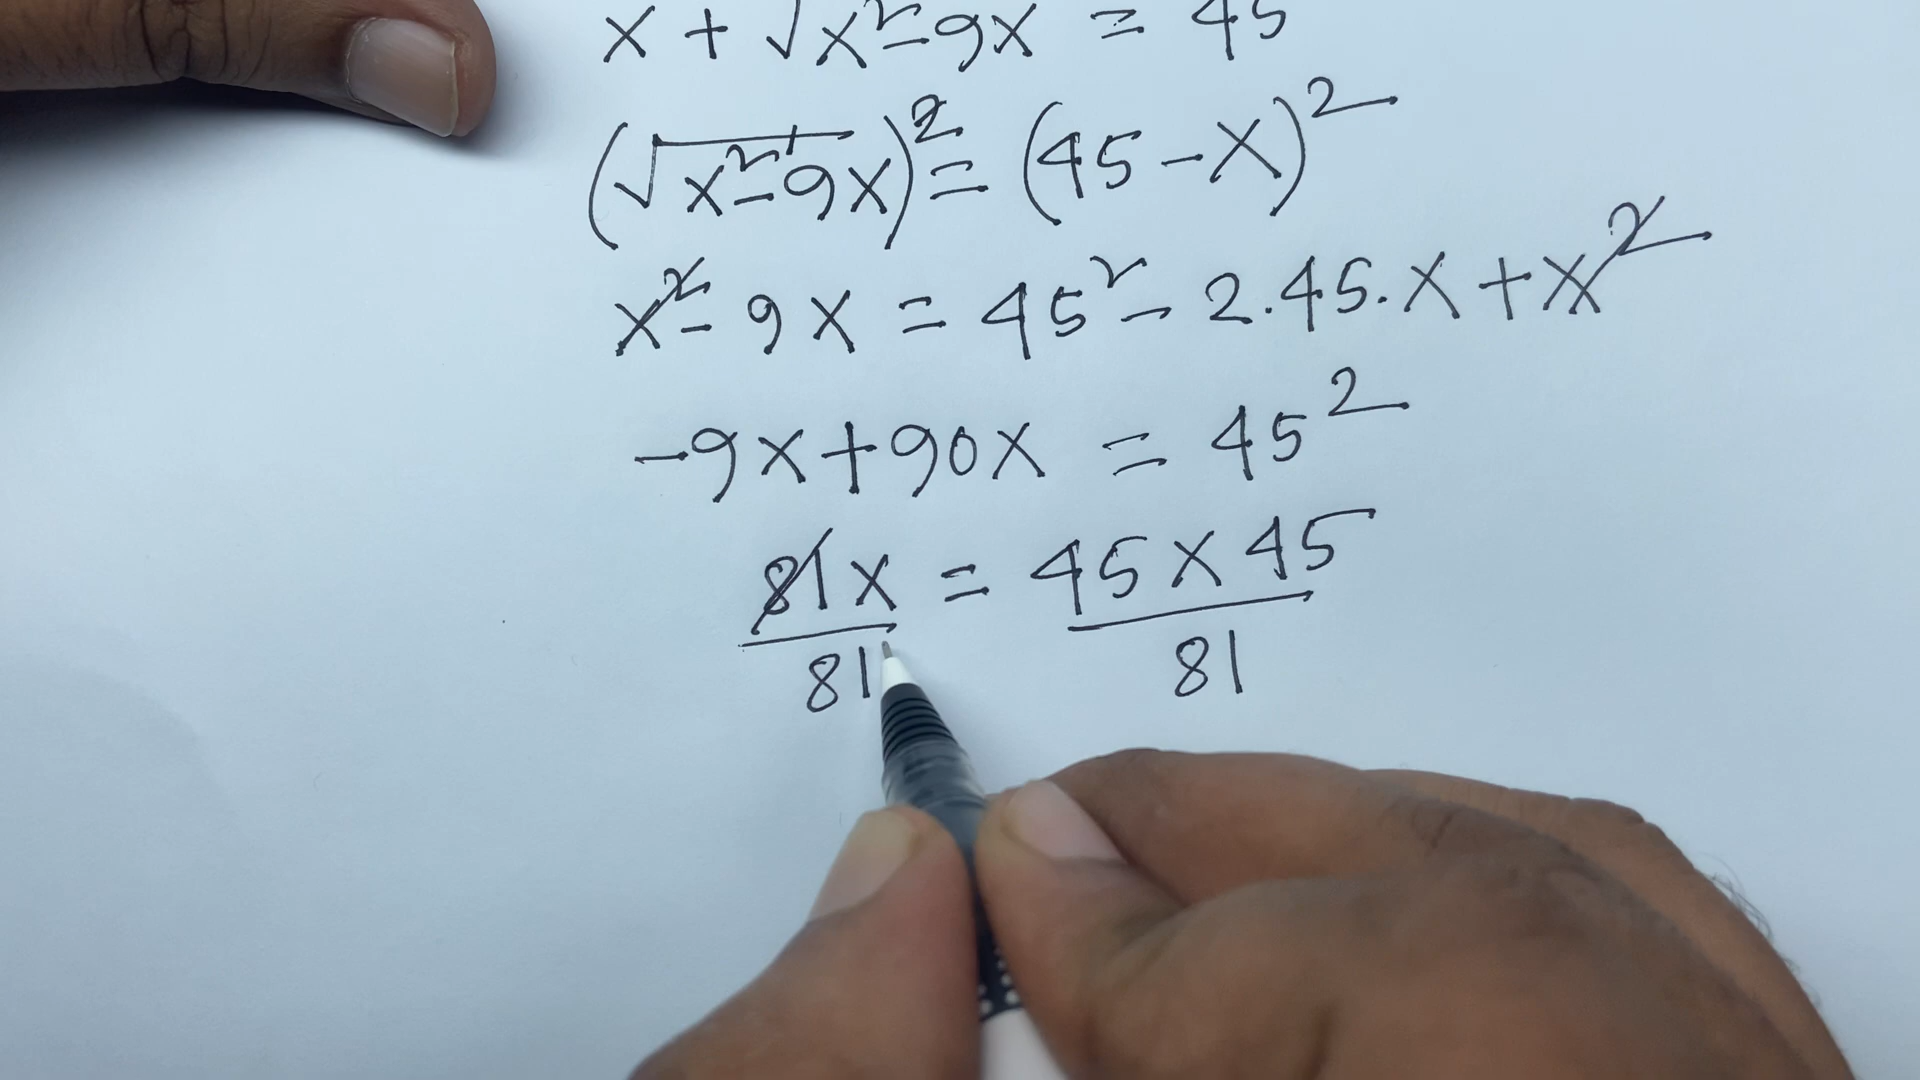 x + √x²-9x = 45
(√x²-9x)² = (45-x)²
x²-9x = 45²-2.45.x+x²
-9x+90x = 45²
81x = 45×45
81 81